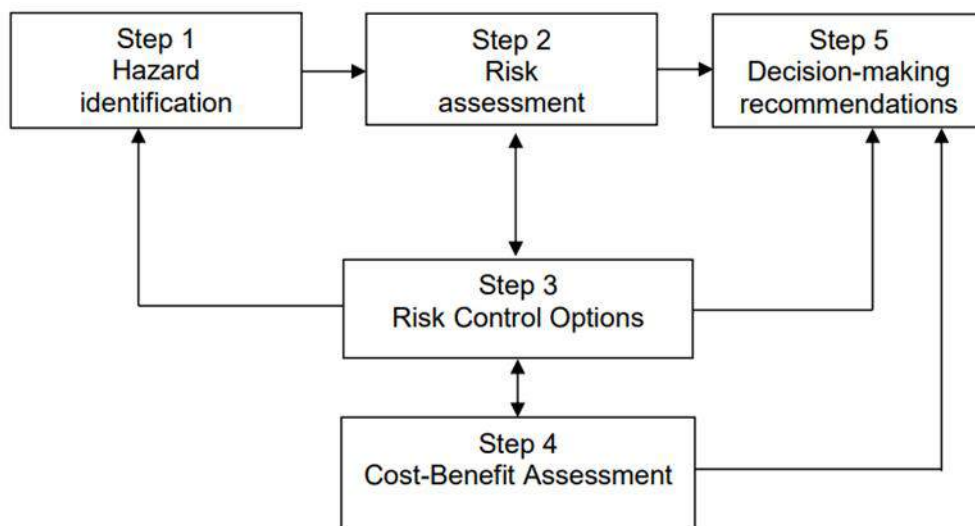 Step 1
Hazard
identification
Step 2
Risk
assessment
Step 5
Decision-making
recommendations
Step 3
Risk Control Options
Step 4
Cost-Benefit Assessment